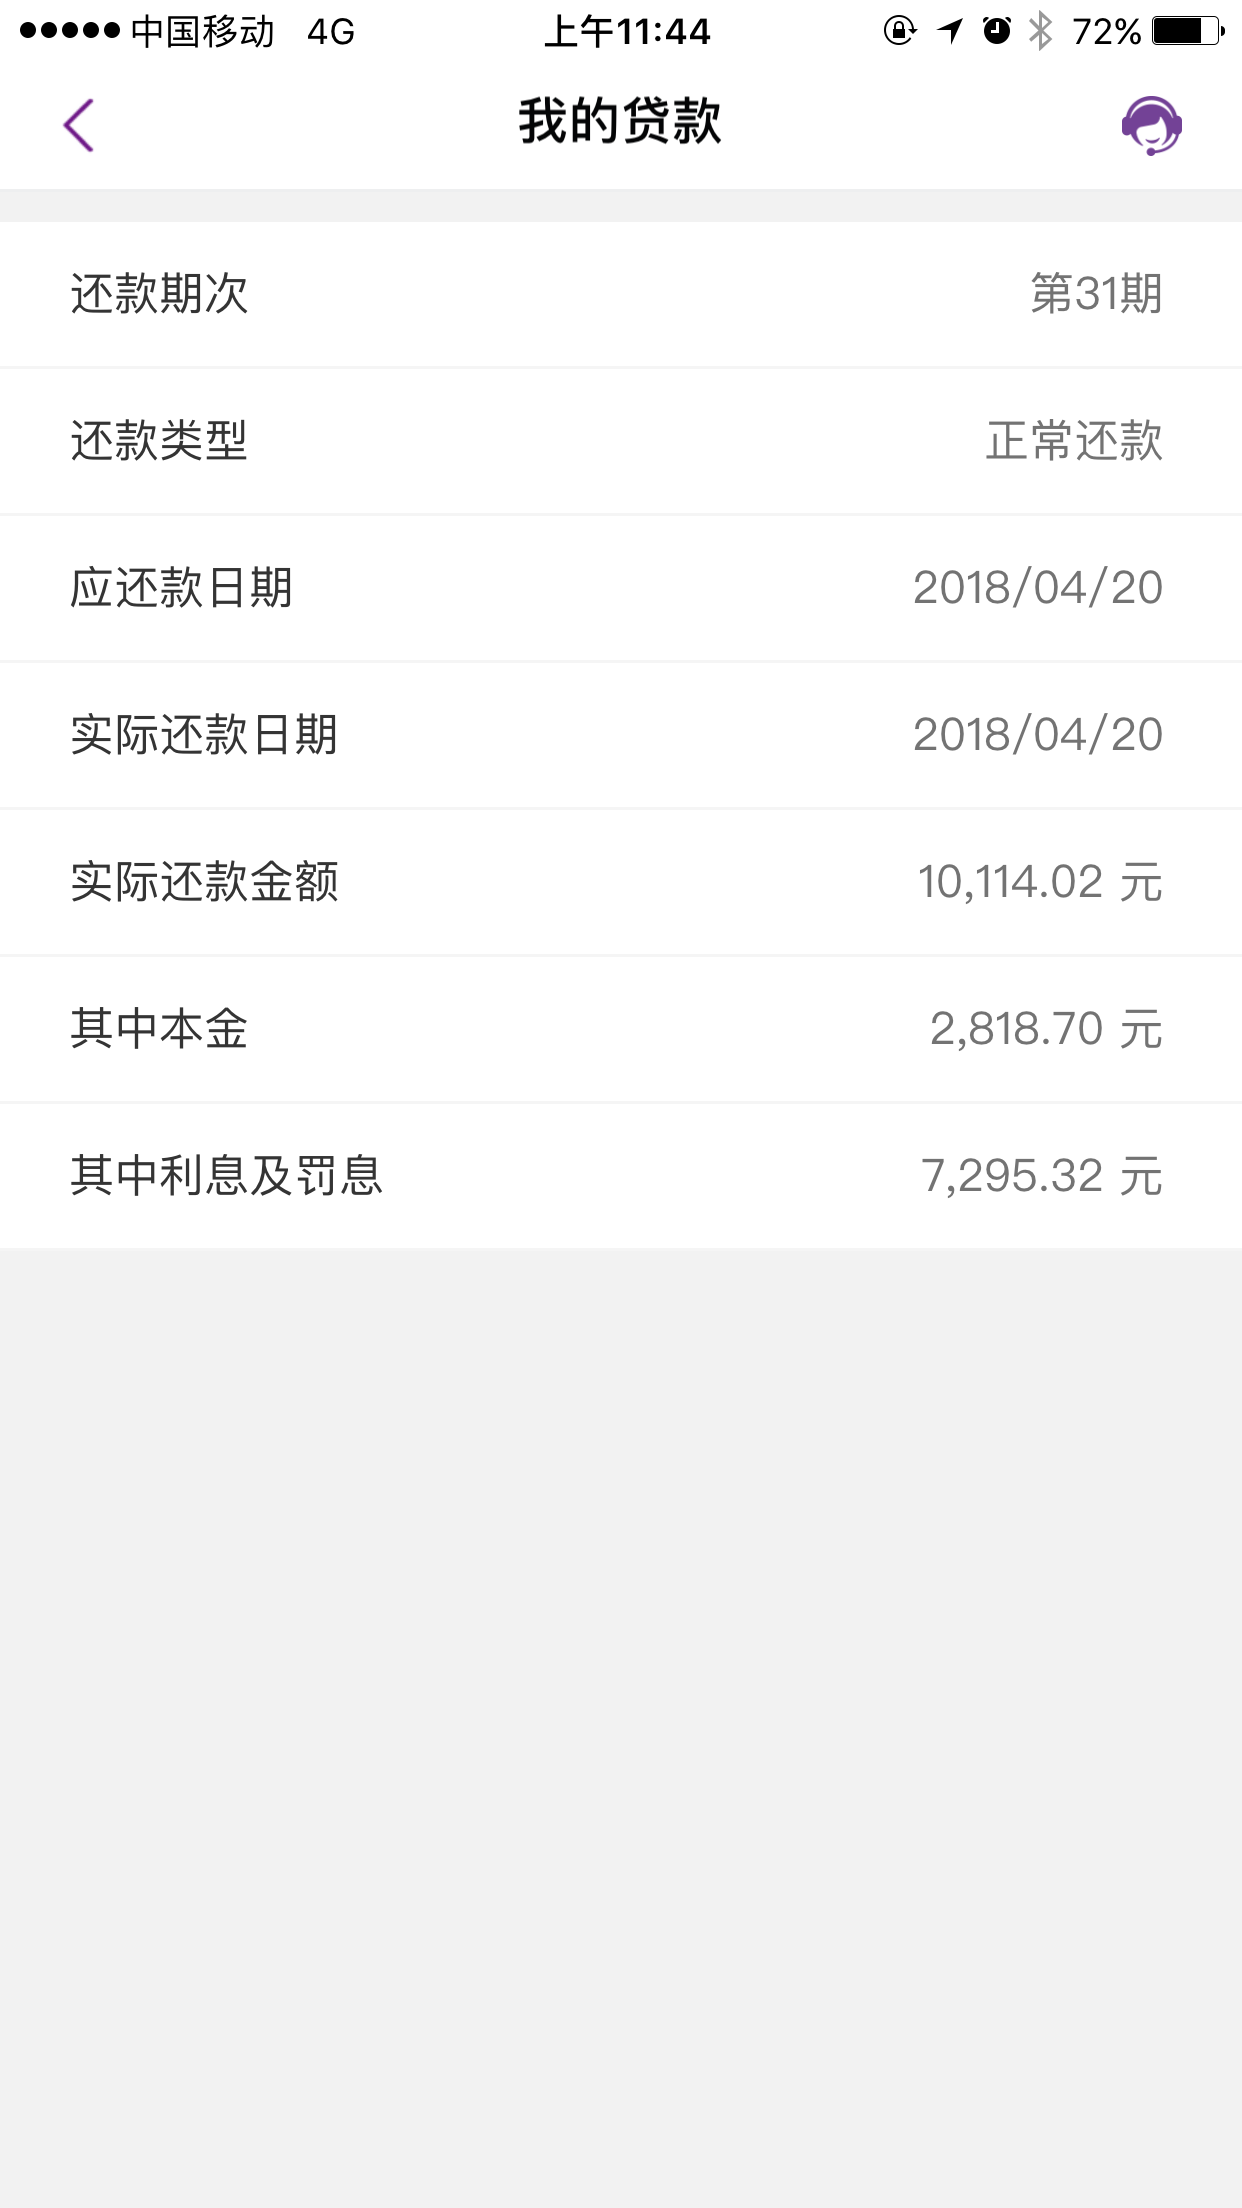 中国移动 4G 上午11:44 72%
我的贷款
还款期次 第31期
还款类型 正常还款
应还款日期 2018/04/20
实际还款日期 2018/04/20
实际还款金额 10,114.02 元
其中本金 2,818.70 元
其中利息及罚息 7,295.32 元